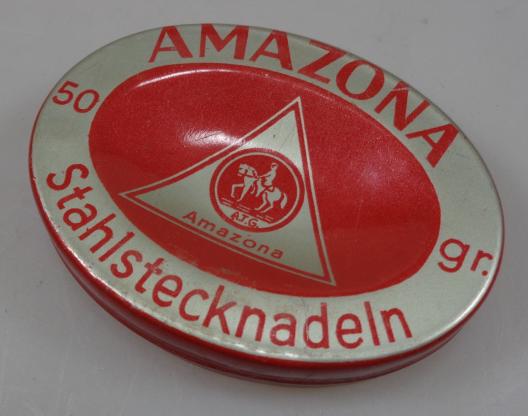 AMAZONA
50 gr.
A.T.G.
Amazona
Stahlstecknadeln